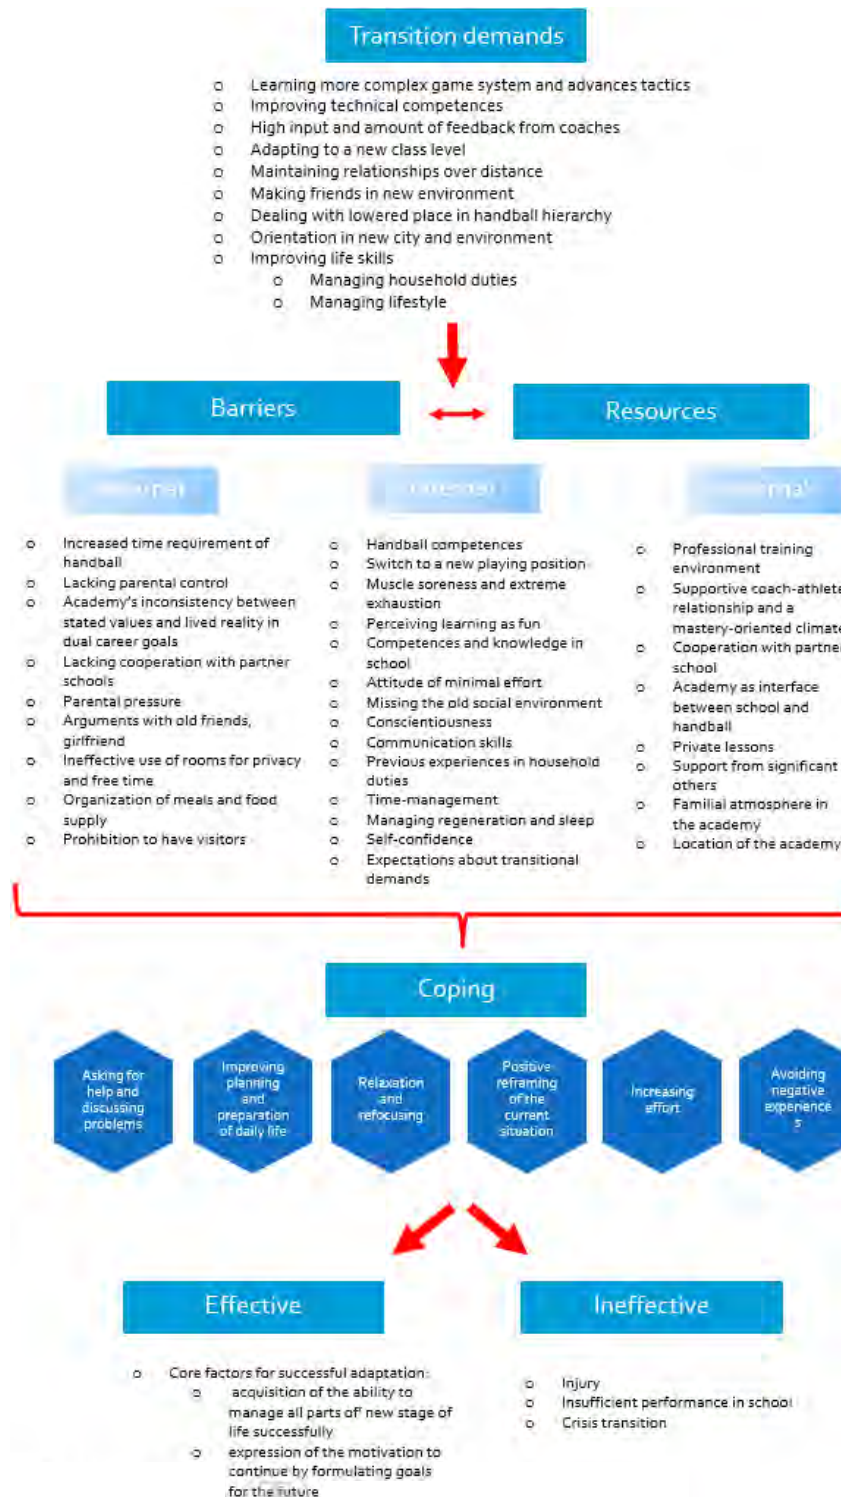 Transition demands
o Learning more complex game system and advances tactics
o Improving technical competences
o High input and amount of feedback from coaches
o Adapting to a new class level
o Maintaining relationships over distance
o Making friends in new environment
o Dealing with lowered place in handball hierarchy
o Orientation in new city and environment
o Improving life skills
o Managing household duties
o Managing lifestyle
Barriers
Resources
o Increased time requirement of
handball
o Lacking parental control
o Academy's inconsistency between
stated values and lived reality in
dual career goals
o Lacking cooperation with partner
schools
o Parental pressure
o Arguments with old friends,
girlfriend
o Ineffective use of rooms for privacy
and free time
o Organization of meals and food
supply
o Prohibition to have visitors
o Handball competences
o Switch to a new playing position
o Muscle soreness and extreme
exhaustion
o Perceiving learning as fun
o Competences and knowledge in
school
o Attitude of minimal effort
o Missing the old social environment
o Conscientiousness
o Communication skills
o Previous experiences in household
duties
o Time-management
o Managing regeneration and sleep
o Self-confidence
o Expectations about transitional
demands
o Professional training
environment
o Supportive coach-athlete
relationship and a
mastery-oriented climate
o Cooperation with partner
school
o Academy as interface
between school and
handball
o Private lessons
o Support from significant
others
o Familial atmosphere in
the academy
o Location of the academy
Coping
Asking for
help and
discussing
problems
Improving
planning
and
preparation
of daily life
Relaxation
and
refocusing
Positive
reframing
of the
current
situation
Increasing
effort
Avoiding
negative
experience
s
Effective
Ineffective
o Core factors for successful adaptation:
o acquisition of the ability to
manage all parts of new stage of
life successfully
o expression of the motivation to
continue by formulating goals
for the future
o Injury
o Insufficient performance in school
o Crisis transition